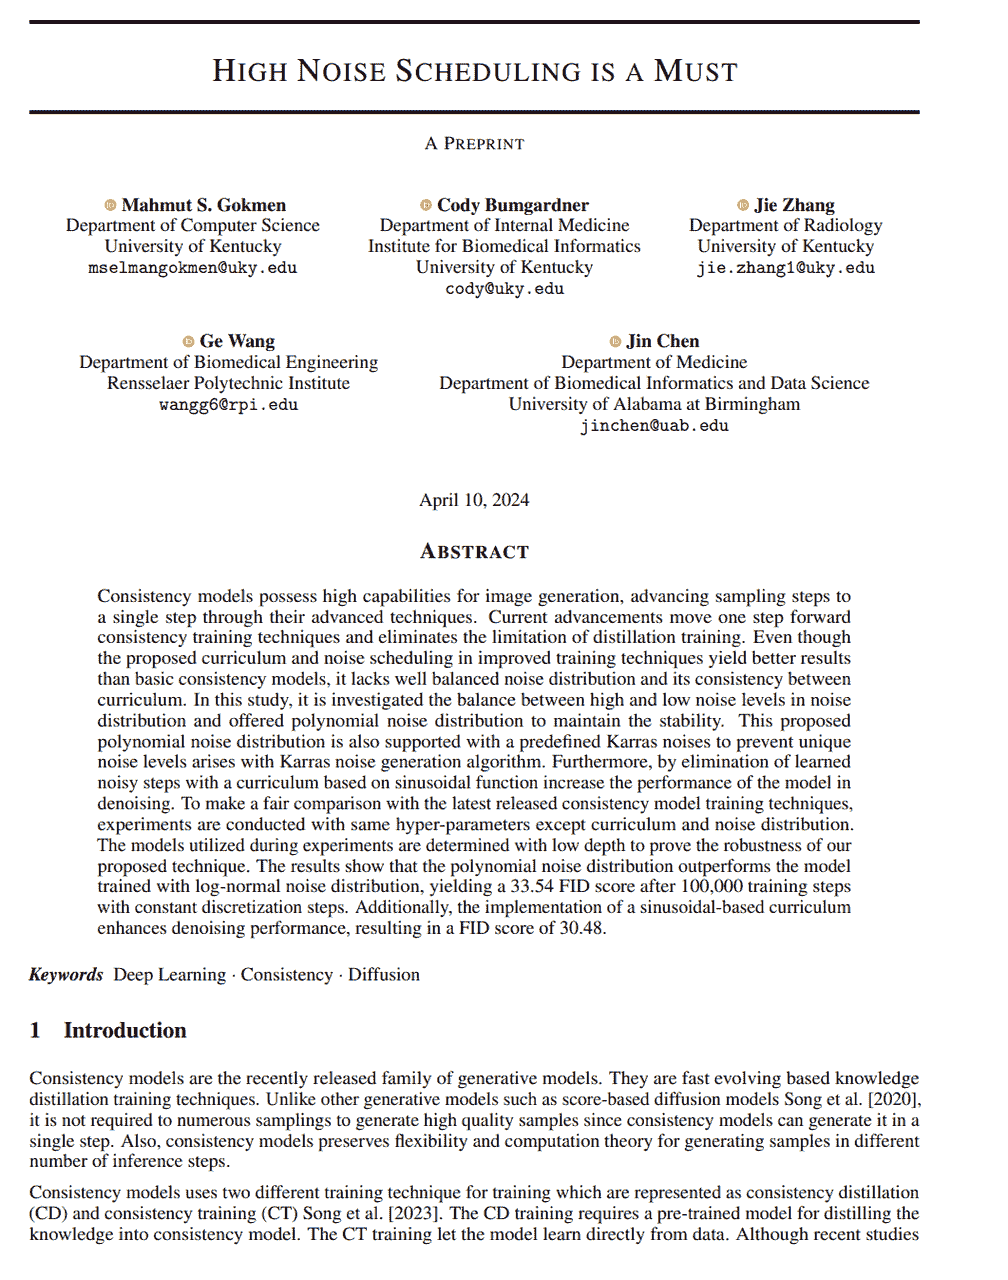 HIGH NOISE SCHEDULING IS A MUST
A PREPRINT
Mahmut S. Gokmen
Department of Computer Science
University of Kentucky
mselmangokmen@uky.edu
Cody Bumgardner
Department of Internal Medicine
Institute for Biomedical Informatics
University of Kentucky
cody@uky.edu
Jie Zhang
Department of Radiology
University of Kentucky
jie.zhang1@uky.edu
Ge Wang
Department of Biomedical Engineering
Rensselaer Polytechnic Institute
wangg6@rpi.edu
Jin Chen
Department of Medicine
Department of Biomedical Informatics and Data Science
University of Alabama at Birmingham
jinchen@uab.edu
April 10, 2024
ABSTRACT
Consistency models possess high capabilities for image generation, advancing sampling steps to
a single step through their advanced techniques. Current advancements move one step forward
consistency training techniques and eliminates the limitation of distillation training. Even though
the proposed curriculum and noise scheduling in improved training techniques yield better results
than basic consistency models, it lacks well balanced noise distribution and its consistency between
curriculum. In this study, it is investigated the balance between high and low noise levels in noise
distribution and offered polynomial noise distribution to maintain the stability. This proposed
polynomial noise distribution is also supported with a predefined Karras noises to prevent unique
noise levels arises with Karras noise generation algorithm. Furthermore, by elimination of learned
noisy steps with a curriculum based on sinusoidal function increase the performance of the model in
denoising. To make a fair comparison with the latest released consistency model training techniques,
experiments are conducted with same hyper-parameters except curriculum and noise distribution.
The models utilized during experiments are determined with low depth to prove the robustness of our
proposed technique. The results show that the polynomial noise distribution outperforms the model
trained with log-normal noise distribution, yielding a 33.54 FID score after 100,000 training steps
with constant discretization steps. Additionally, the implementation of a sinusoidal-based curriculum
enhances denoising performance, resulting in a FID score of 30.48.
Keywords Deep Learning · Consistency · Diffusion
1 Introduction
Consistency models are the recently released family of generative models. They are fast evolving based knowledge
distillation training techniques. Unlike other generative models such as score-based diffusion models Song et al. [2020],
it is not required to numerous samplings to generate high quality samples since consistency models can generate it in a
single step. Also, consistency models preserves flexibility and computation theory for generating samples in different
number of inference steps.
Consistency models uses two different training technique for training which are represented as consistency distillation
(CD) and consistency training (CT) Song et al. [2023]. The CD training requires a pre-trained model for distilling the
knowledge into consistency model. The CT training let the model learn directly from data. Although recent studies